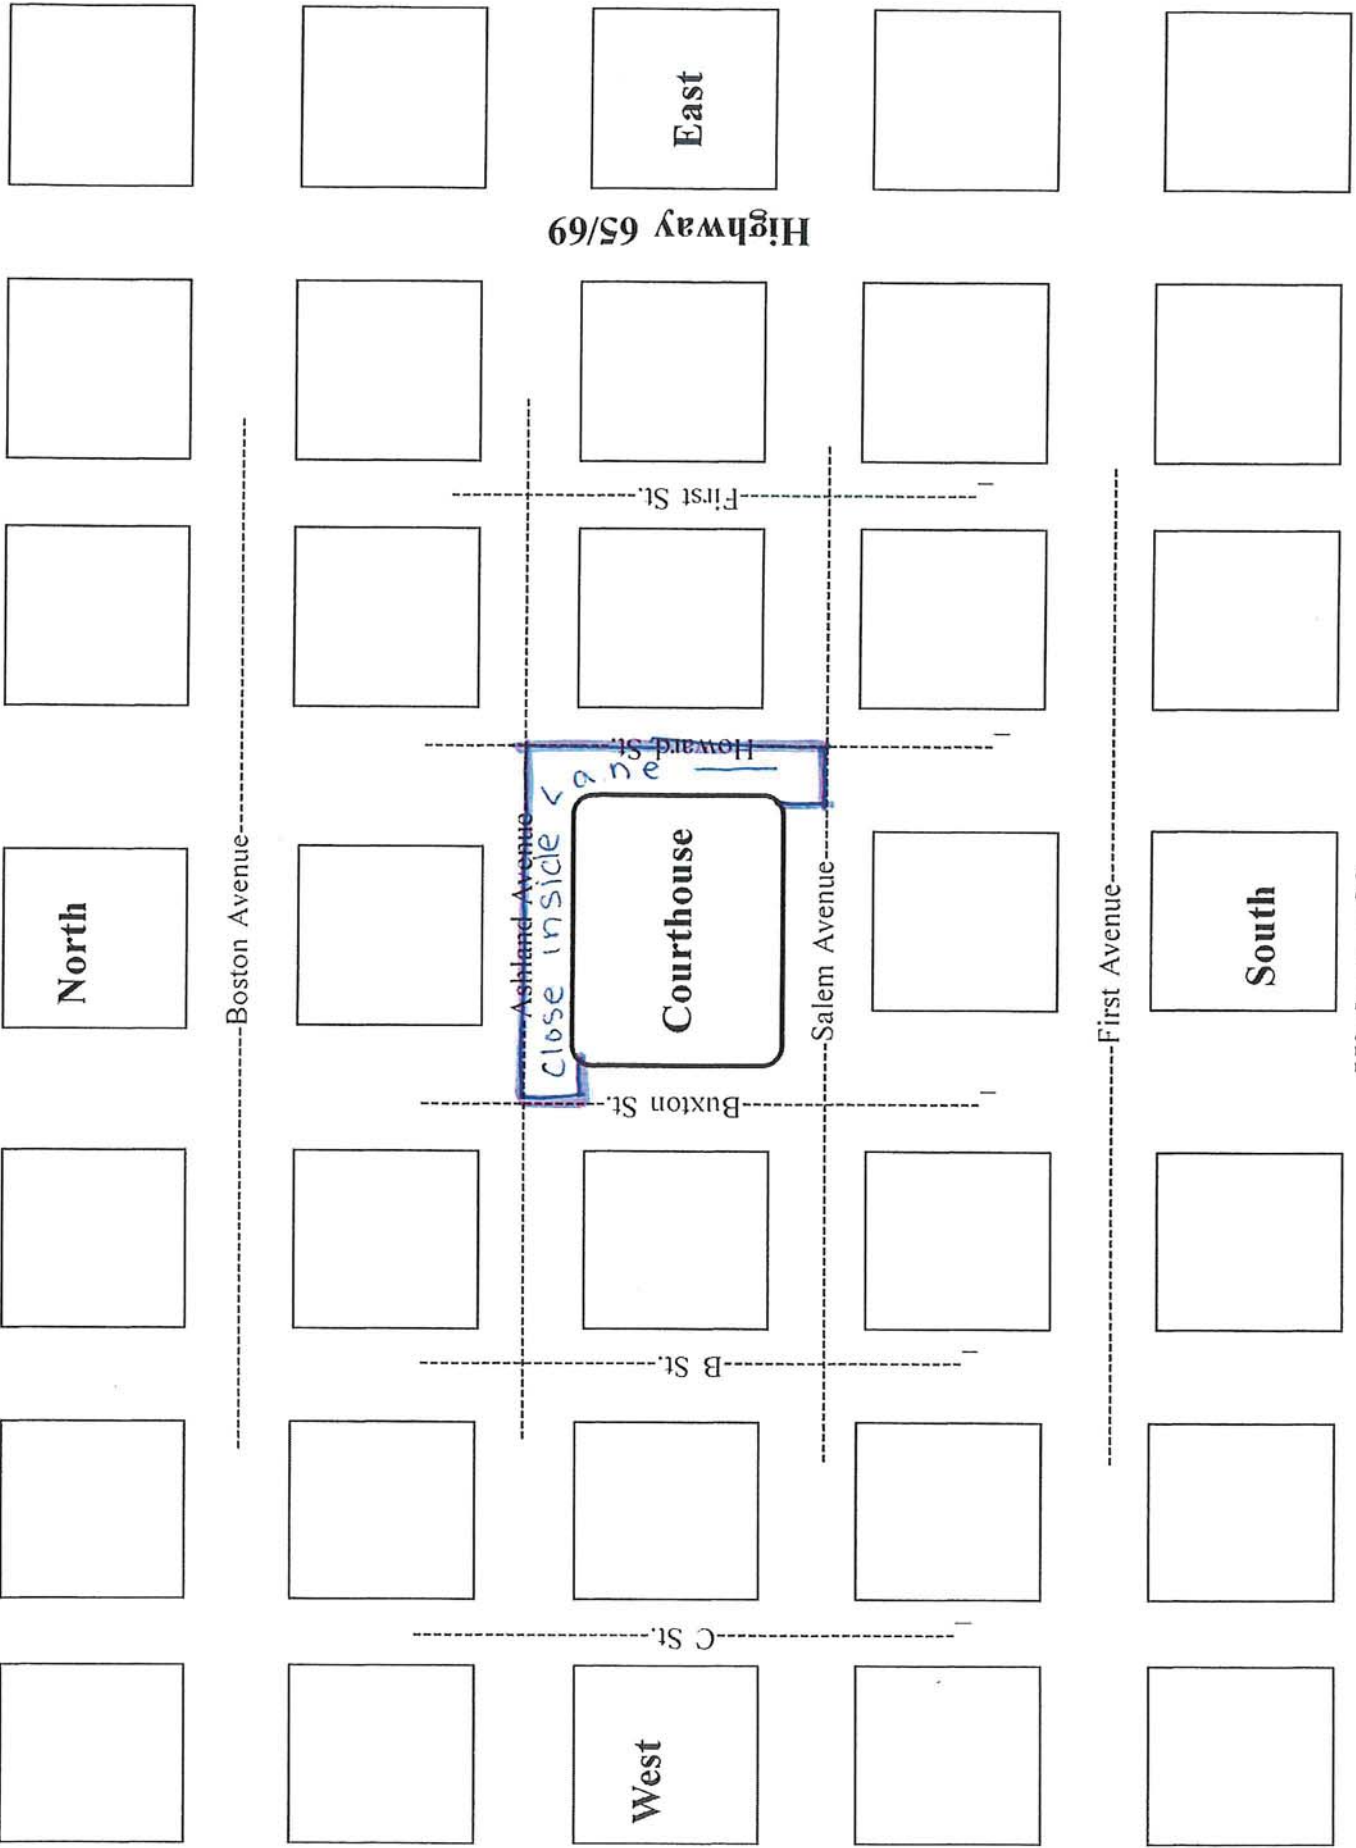 North
Boston Avenue
Ashland Avenue
Close inside Lane
Howard St.
Courthouse
Buxton St.
First St.
B St.
C St.
Highway 65/69
East
West
Salem Avenue
First Avenue
South